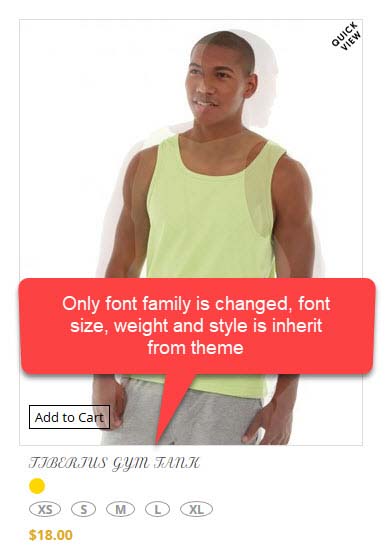 QUICK
VIEW
Only font family is changed, font
size, weight and style is inherit
from theme
Add to Cart
TIBERIUS GYM TANK
XS S M L XL
$18.00